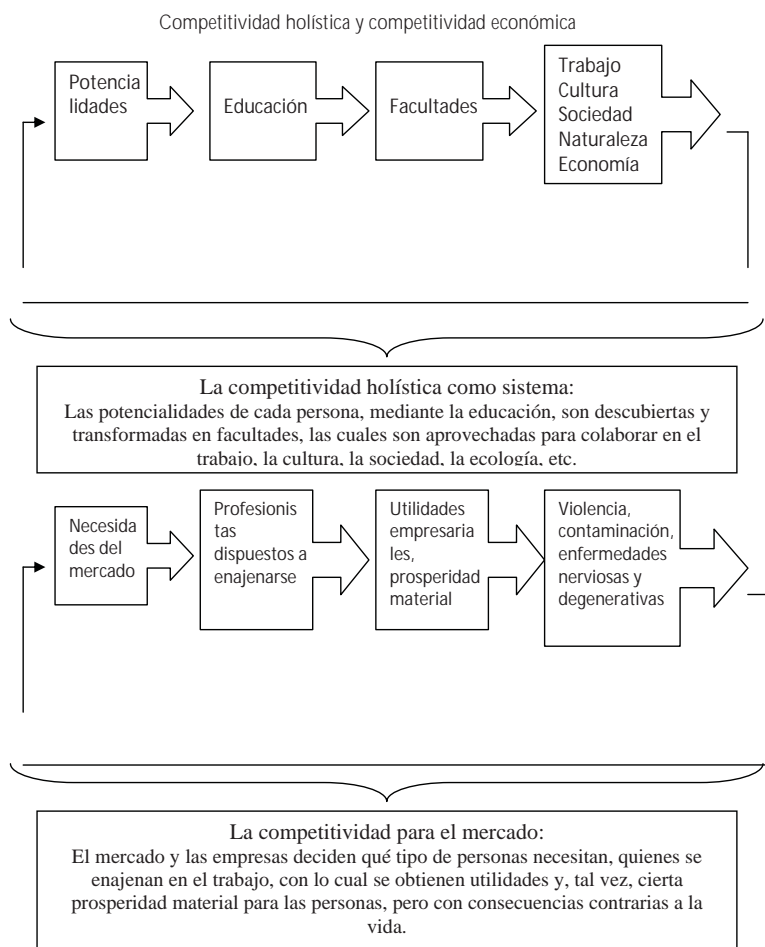 Competitividad holística y competitividad económica
Potencia
lidades
Educación
Facultades
Trabajo
Cultura
Sociedad
Naturaleza
Economía
La competitividad holística como sistema:
Las potencialidades de cada persona, mediante la educación, son descubiertas y
transformadas en facultades, las cuales son aprovechadas para colaborar en el
trabajo, la cultura, la sociedad, la ecología, etc.
Necesida
des del
mercado
Profesionis
tas
dispuestos a
enajenarse
Utilidades
empresaria
les,
prosperidad
material
Violencia,
contaminación,
enfermedades
nerviosas y
degenerativas
La competitividad para el mercado:
El mercado y las empresas deciden qué tipo de personas necesitan, quienes se
enajenan en el trabajo, con lo cual se obtienen utilidades y, tal vez, cierta
prosperidad material para las personas, pero con consecuencias contrarias a la
vida.